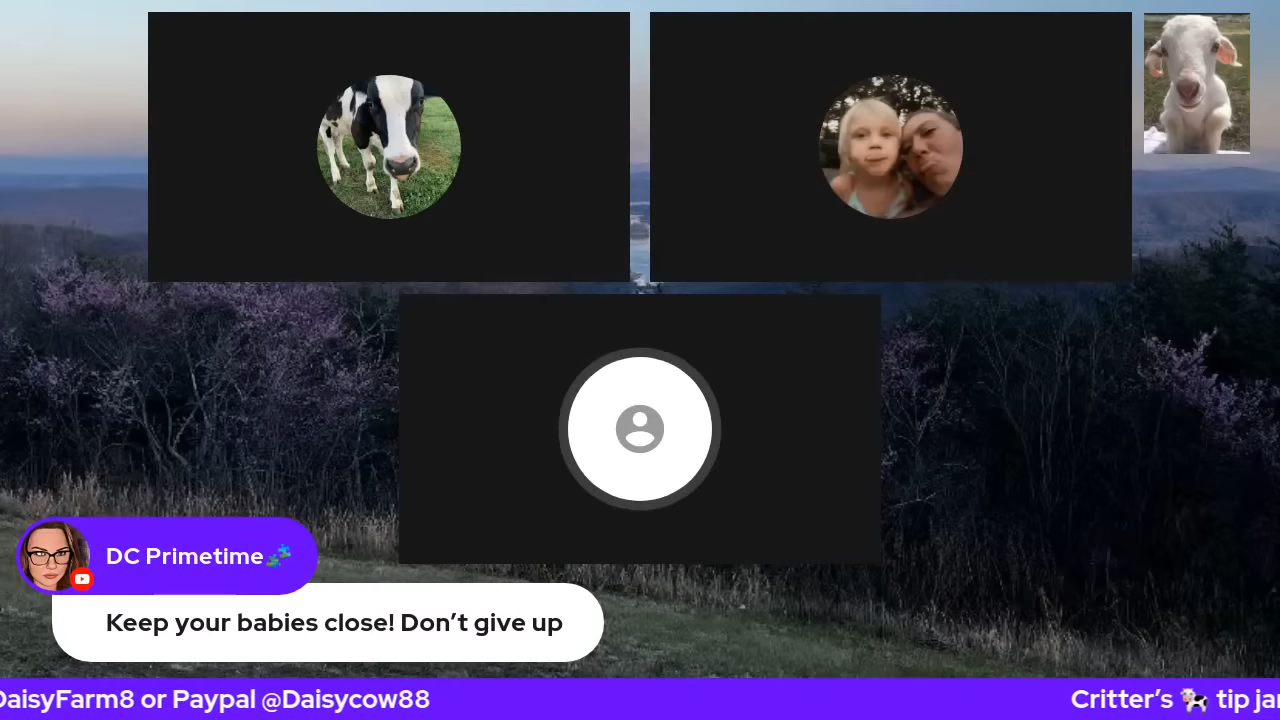 DC Primetime
Keep your babies close! Don’t give up
DaisyFarm8 or Paypal @Daisycow88
Critter’s 🐄 tip jar